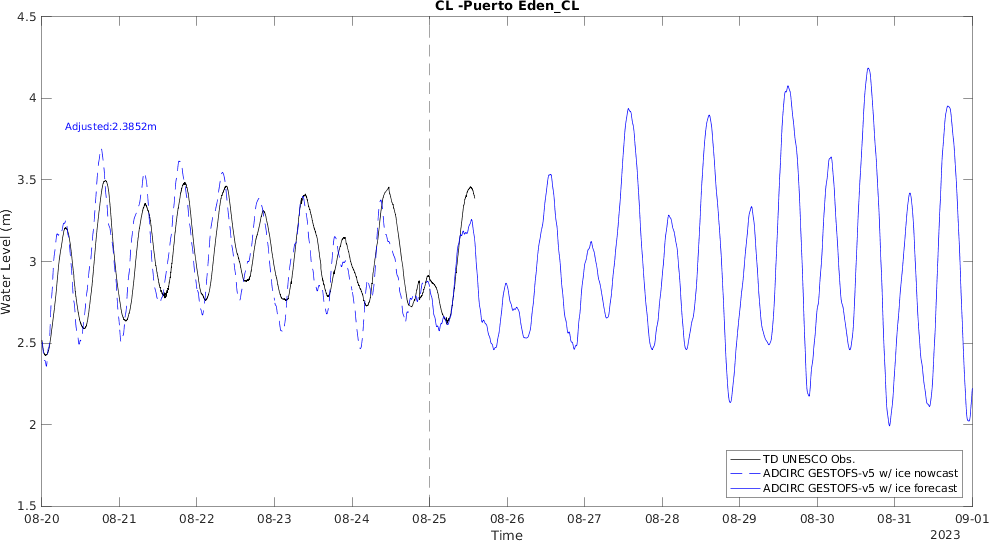 CL -Puerto Eden_CL
4.5
4
3.5
3
2.5
2
1.5
Water Level (m)
Adjusted:2.3852m
TD UNESCO Obs.
ADCIRC GESTOFS-v5 w/ ice nowcast
ADCIRC GESTOFS-v5 w/ ice forecast
08-20 08-21 08-22 08-23 08-24 08-25 08-26 08-27 08-28 08-29 08-30 08-31 09-01
Time
2023